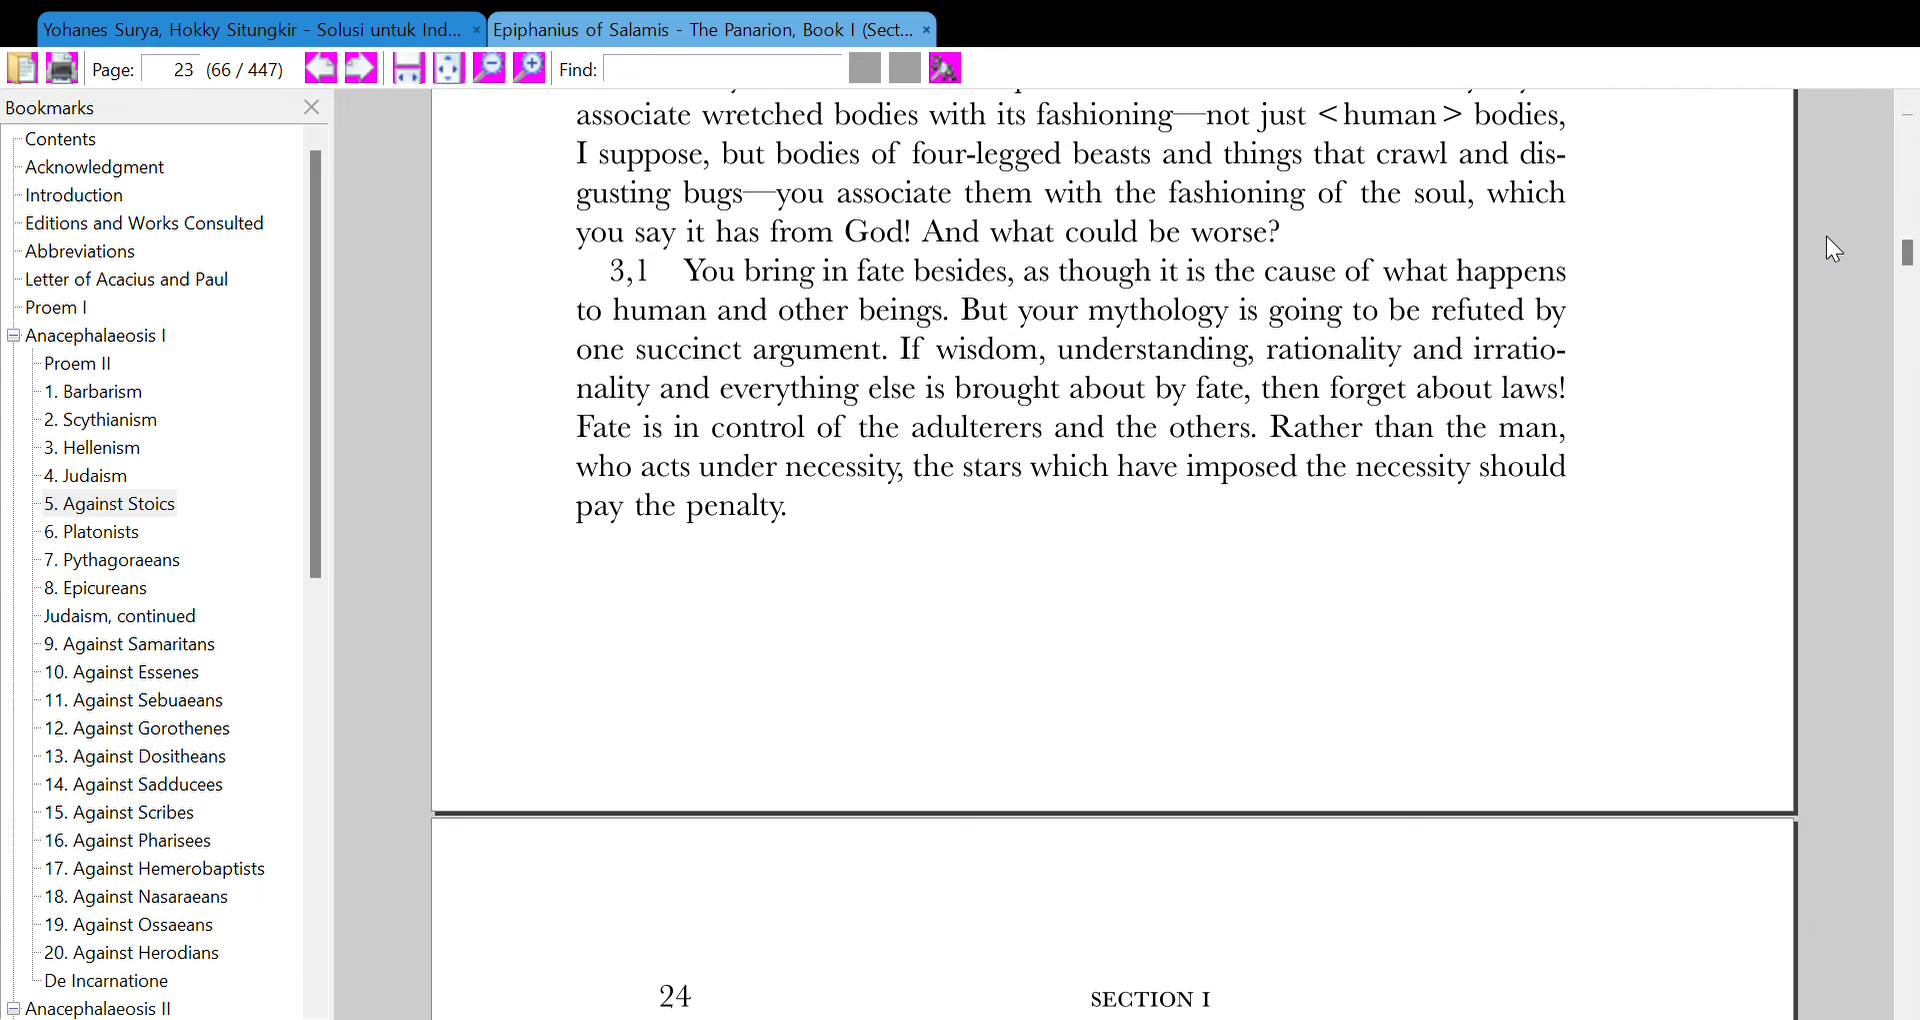 Yohanes Surya, Hokky Situngkir - Solusi untuk Ind... ×
Epiphanius of Salamis - The Panarion, Book I (Sect... ×
Page: 23 (66 / 447)
Find:
Bookmarks
Contents
Acknowledgment
Introduction
Editions and Works Consulted
Abbreviations
Letter of Acacius and Paul
Proem I
Anacephalaeosis I
Proem II
1. Barbarism
2. Scythianism
3. Hellenism
4. Judaism
5. Against Stoics
6. Platonists
7. Pythagoraeans
8. Epicureans
Judaism, continued
9. Against Samaritans
10. Against Essenes
11. Against Sebuaeans
12. Against Gorothenes
13. Against Dositheans
14. Against Sadducees
15. Against Scribes
16. Against Pharisees
17. Against Hemerobaptists
18. Against Nasaraeans
19. Against Ossaeans
20. Against Herodians
De Incarnatione
Anacephalaeosis II
associate wretched bodies with its fashioning—not just <human> bodies,
I suppose, but bodies of four-legged beasts and things that crawl and dis-
gusting bugs—you associate them with the fashioning of the soul, which
you say it has from God! And what could be worse?
3,1 You bring in fate besides, as though it is the cause of what happens
to human and other beings. But your mythology is going to be refuted by
one succinct argument. If wisdom, understanding, rationality and irratio-
nality and everything else is brought about by fate, then forget about laws!
Fate is in control of the adulterers and the others. Rather than the man,
who acts under necessity, the stars which have imposed the necessity should
pay the penalty.
24 SECTION I